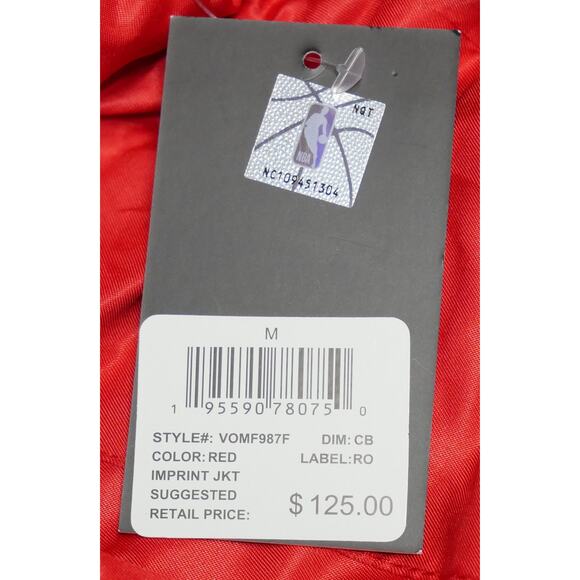 NQT
NBA
NC109451304
M
1 95590 78075 0
STYLE#: VOMF987F DIM: CB
COLOR: RED LABEL: RO
IMPRINT JKT
SUGGESTED
RETAIL PRICE: $ 125.00